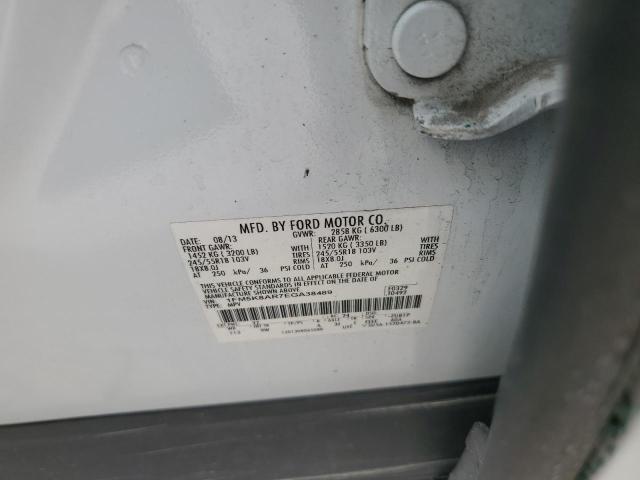 MFD. BY FORD MOTOR CO.
DATE: 08/13 GVWR: 2858 KG ( 6300 LB)
FRONT GAWR: REAR GAWR:
1452 KG ( 3200 LB) WITH 1520 KG ( 3350 LB) WITH
245/55R18 103V TIRES 245/55R18 103V TIRES
18X8.0J RIMS 18X8.0J RIMS
AT 250 kPa/ 36 PSI COLD AT 250 kPa/ 36 PSI COLD
THIS VEHICLE CONFORMS TO ALL APPLICABLE FEDERAL MOTOR
VEHICLE SAFETY STANDARDS IN EFFECT ON THE DATE OF
MANUFACTURE SHOWN ABOVE.
VIN: 1FM5K8AR7EGA38489 F0329
TYPE: MPV T0492